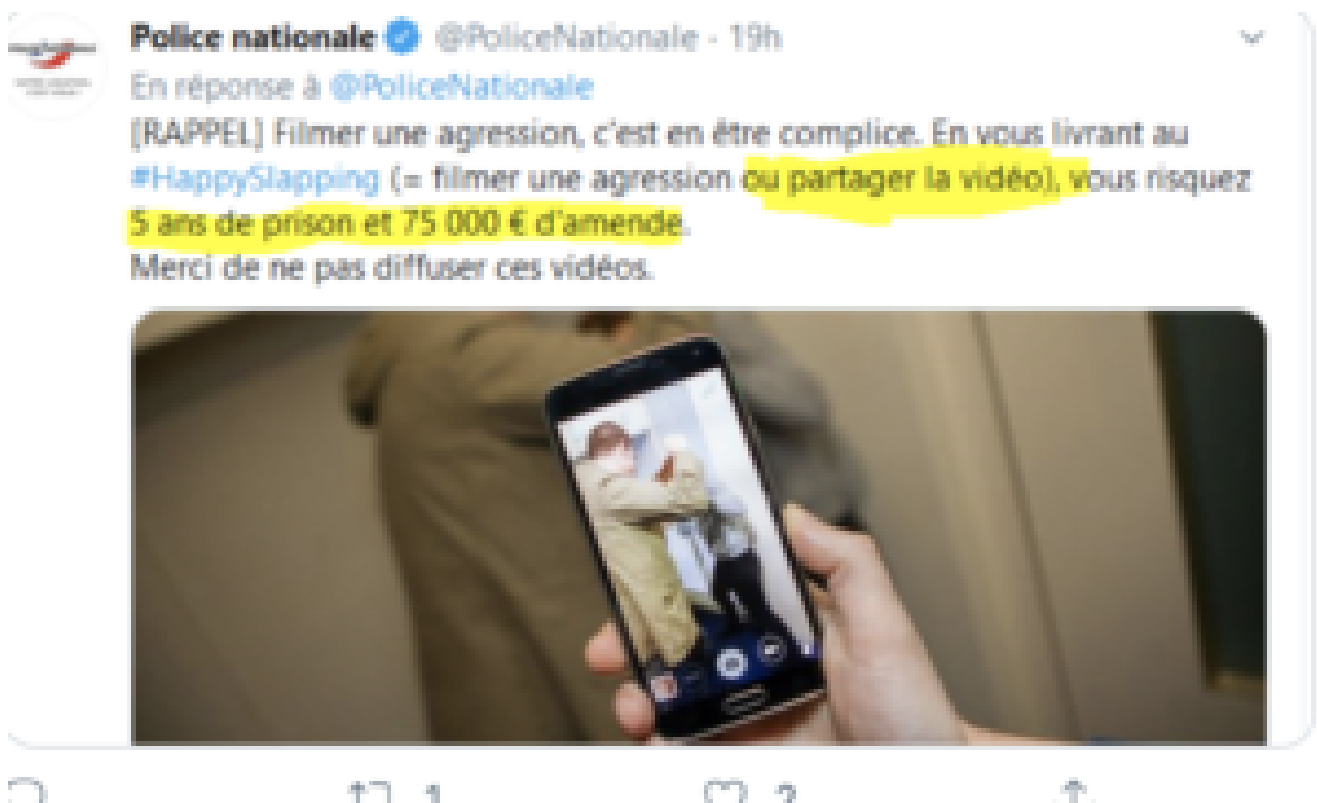 Police nationale @PoliceNationale · 19h
En réponse à @PoliceNationale
[RAPPEL] Filmer une agression, c'est en être complice. En vous livrant au
#HappySlapping (= filmer une agression ou partager la vidéo), vous risquez
5 ans de prison et 75 000 € d'amende.
Merci de ne pas diffuser ces vidéos.
1 2